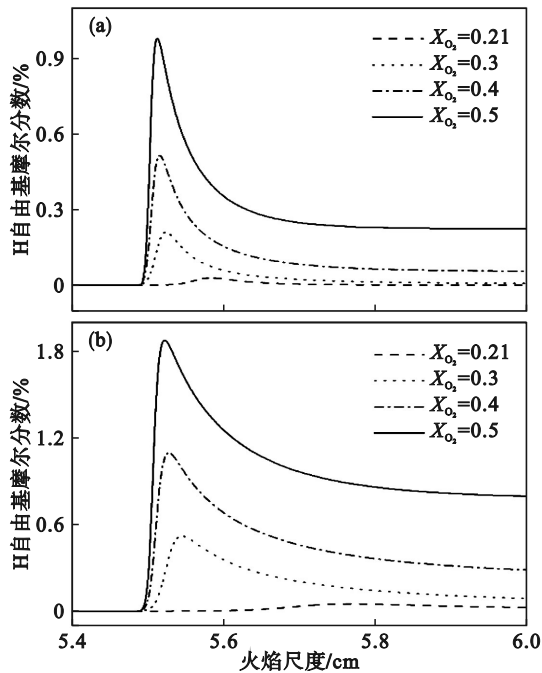 (a)
X_O₂=0.21
X_O₂=0.3
X_O₂=0.4
X_O₂=0.5
0.9
0.6
0.3
0
H自由基摩尔分数/%
(b)
X_O₂=0.21
X_O₂=0.3
X_O₂=0.4
X_O₂=0.5
1.8
1.2
0.6
0
H自由基摩尔分数/%
5.4
5.6
5.8
6.0
火焰尺度/cm